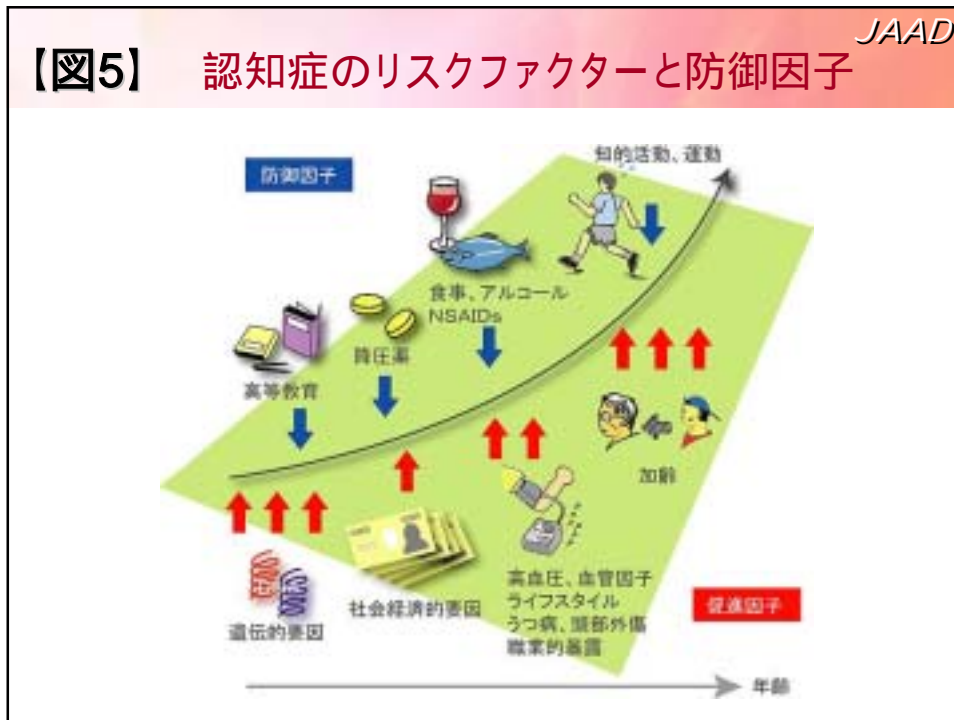 JAAD
【図5】 認知症のリスクファクターと防御因子
防御因子
知的活動、運動
食事、アルコール
NSAIDs
降圧薬
高等教育
加齢
遺伝的要因
社会経済的要因
高血圧、血管因子
ライフスタイル
うつ病、頭部外傷
職業的暴露
促進因子
年齢